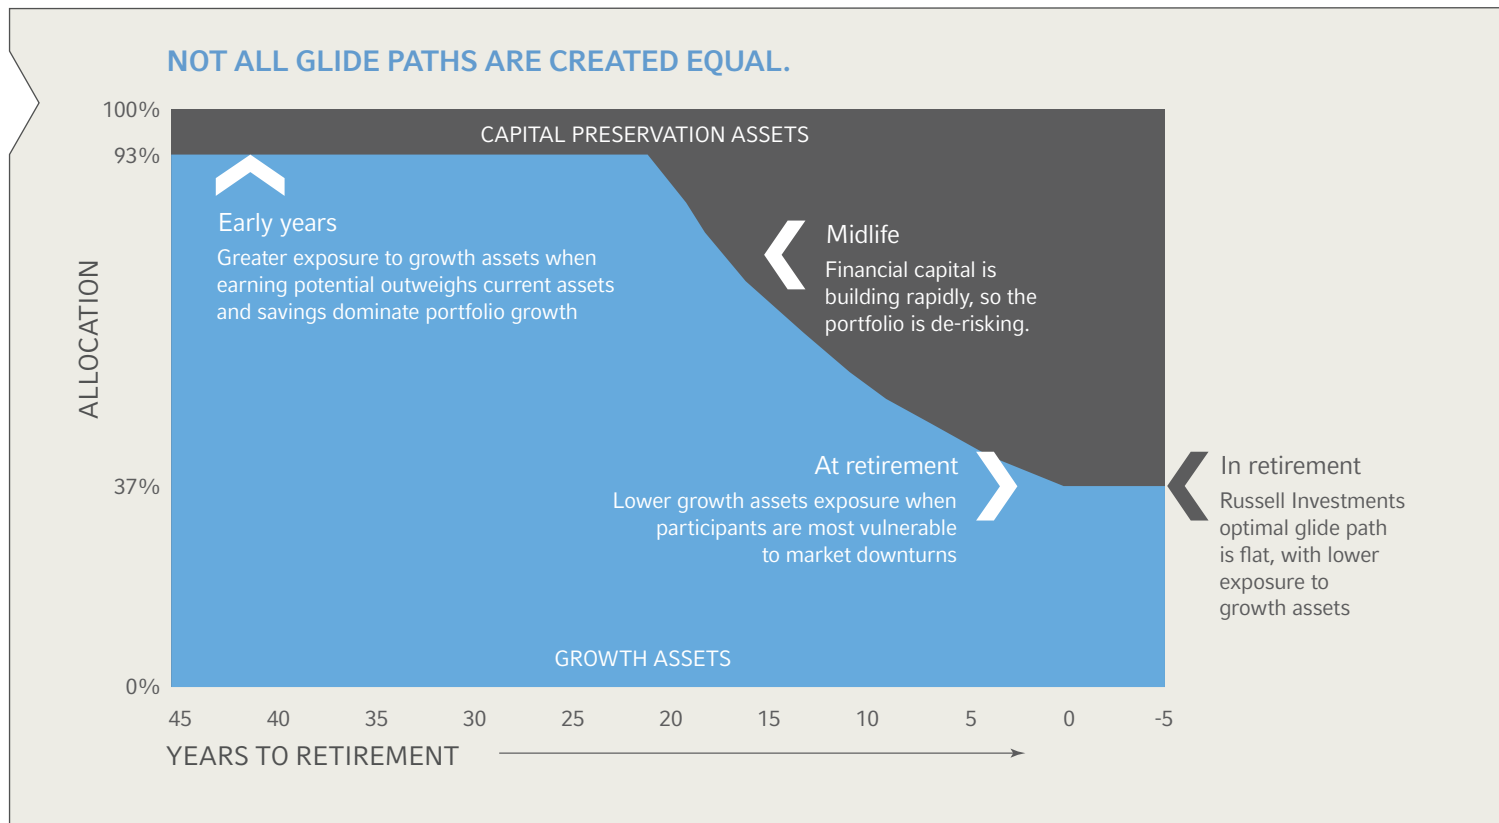 NOT ALL GLIDE PATHS ARE CREATED EQUAL.
100%
93%
37%
0%
ALLOCATION
CAPITAL PRESERVATION ASSETS
Early years
Greater exposure to growth assets when
earning potential outweighs current assets
and savings dominate portfolio growth
Midlife
Financial capital is
building rapidly, so the
portfolio is de-risking.
At retirement
Lower growth assets exposure when
participants are most vulnerable
to market downturns
In retirement
Russell Investments
optimal glide path
is flat, with lower
exposure to
growth assets
GROWTH ASSETS
45 40 35 30 25 20 15 10 5 0 -5
YEARS TO RETIREMENT